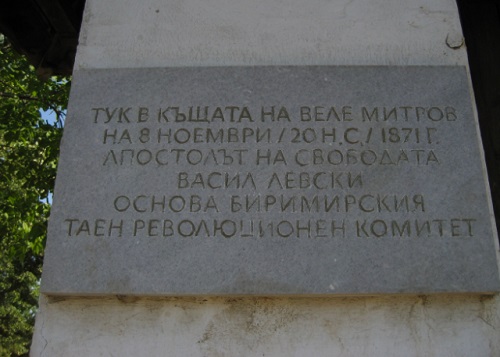 ТУК В КЪЩАТА НА ВЕЛЕ МИТРОВ
НА 8 НОЕМВРИ /20 Н.С./ 1871 Г.
АПОСТОЛЪТ НА СВОБОДАТА
ВАСИЛ ЛЕВСКИ
ОСНОВА БИРИМИРСКИЯ
ТАЕН РЕВОЛЮЦИОНЕН КОМИТЕТ